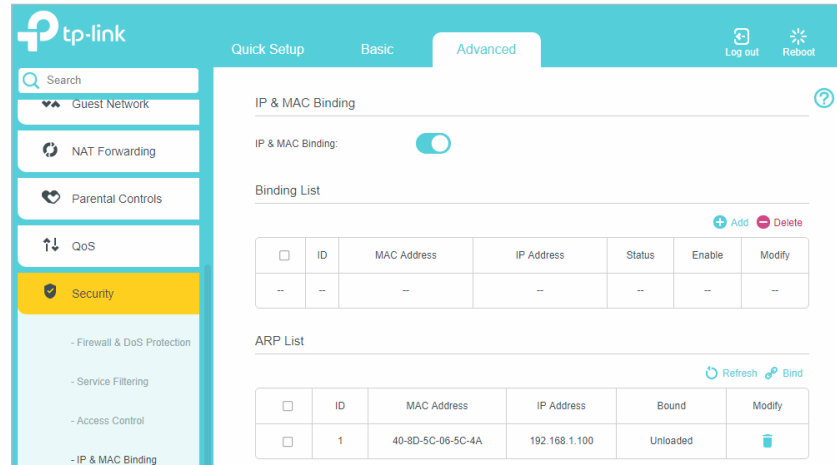 tp-link
Quick Setup Basic Advanced Log out Reboot
Search
Guest Network
NAT Forwarding
Parental Controls
QoS
Security
- Firewall & DoS Protection
- Service Filtering
- Access Control
- IP & MAC Binding
IP & MAC Binding
?
IP & MAC Binding:
Binding List
Add Delete
ID MAC Address IP Address Status Enable Modify
-- -- -- -- -- -- --
ARP List
Refresh Bind
ID MAC Address IP Address Bound Modify
1 40-8D-5C-06-5C-4A 192.168.1.100 Unloaded